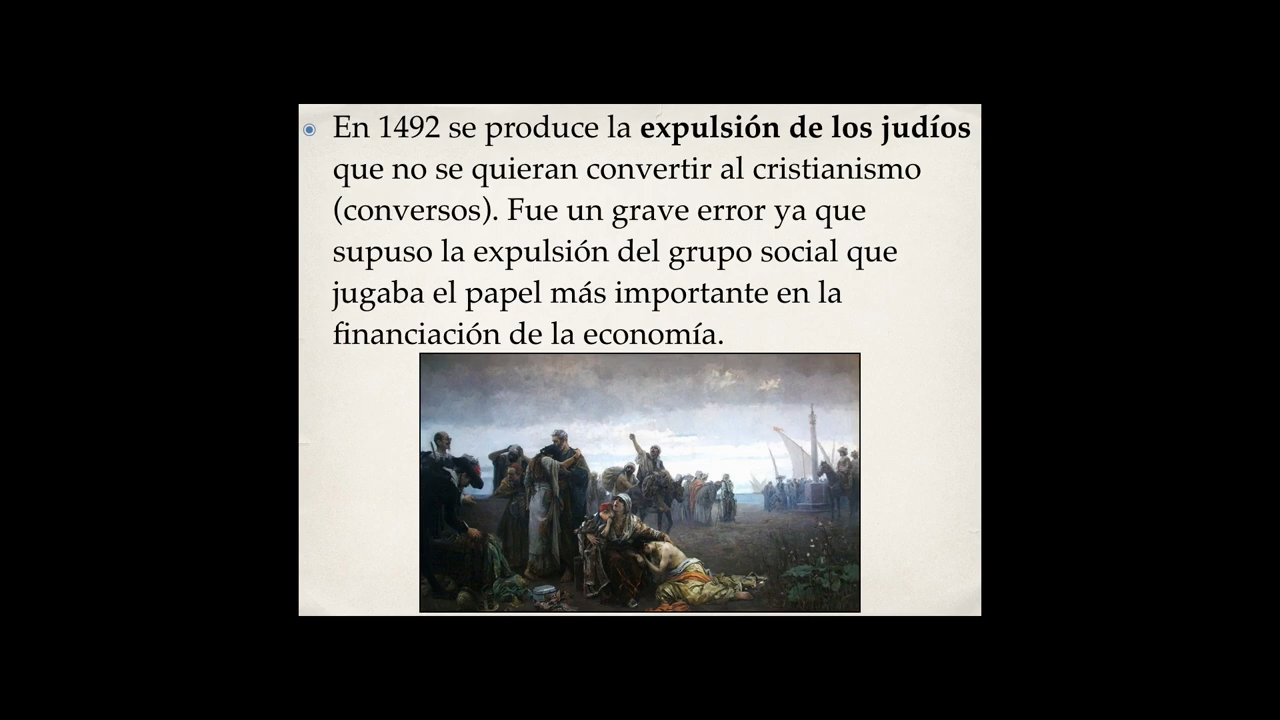 En 1492 se produce la expulsión de los judíos
que no se quieran convertir al cristianismo
(conversos). Fue un grave error ya que
supuso la expulsión del grupo social que
jugaba el papel más importante en la
financiación de la economía.